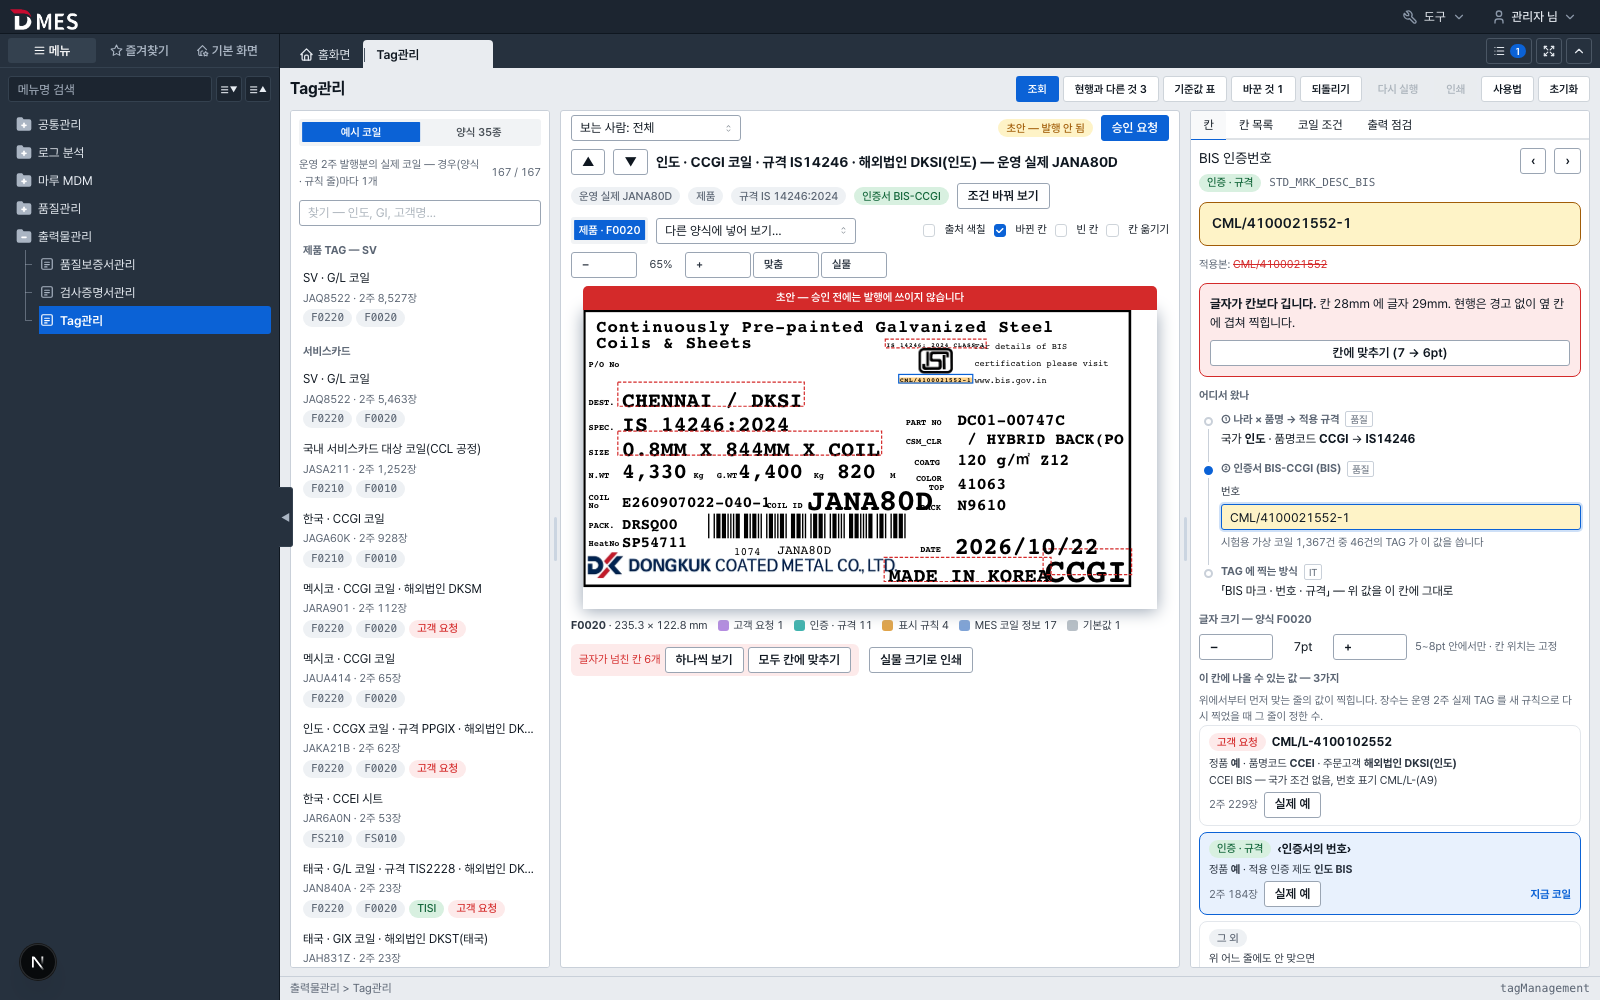 DMES
도구
관리자 님
메뉴
즐겨찾기
기본 화면
홈화면
Tag관리
1
메뉴명 검색
공통관리
로그 분석
마루 MDM
품질관리
출력물관리
품질보증서관리
검사증명서관리
Tag관리
Tag관리
조회
현행과 다른 것 3
기준값 표
바꾼 것 1
되돌리기
다시 실행
인쇄
사용법
초기화
예시 코일
양식 35종
운영 2주 발행분의 실제 코일 — 경우(양식
· 규칙 줄)마다 1개
167 / 167
찾기 — 인도, GI, 고객명...
제품 TAG — SV
SV · G/L 코일
JAQ8522 · 2주 8,527장
F0220 F0020
서비스카드
SV · G/L 코일
JAQ8522 · 2주 5,463장
F0220 F0020
국내 서비스카드 대상 코일(CCL 공정)
JASA211 · 2주 1,252장
F0210 F0010
한국 · CCGI 코일
JAGA60K · 2주 928장
F0210 F0010
멕시코 · CCGI 코일 · 해외법인 DKSM
JARA901 · 2주 112장
F0220 F0020 고객 요청
멕시코 · CCGI 코일
JAUA414 · 2주 65장
F0220 F0020
인도 · CCGX 코일 · 규격 PPGIX · 해외법인 DK...
JAKA21B · 2주 62장
F0220 F0020 고객 요청
한국 · CCEI 시트
JAR6A0N · 2주 53장
FS210 FS010
태국 · G/L 코일 · 규격 TIS2228 · 해외법인 DK...
JAN840A · 2주 23장
F0220 F0020 TISI 고객 요청
태국 · GIX 코일 · 해외법인 DKST(태국)
JAH831Z · 2주 23장
보는 사람: 전체
초안 — 발행 안 됨
승인 요청
▲ ▼ 인도 · CCGI 코일 · 규격 IS14246 · 해외법인 DKSI(인도) — 운영 실제 JANA80D
운영 실제 JANA80D
제품
규격 IS 14246:2024
인증서 BIS-CCGI
조건 바꿔 보기
제품 · F0020
다른 양식에 넣어 보기...
출처 색칠
바뀐 칸
빈 칸
칸 옮기기
−
65%
+
맞춤
실물
초안 — 승인 전에는 발행에 쓰이지 않습니다
Continuously Pre-painted Galvanized Steel
Coils & Sheets
For details of BIS
certification please visit
www.bis.gov.in
CML/4100021552-1
P/O No
DEST. CHENNAI / DKSI
SPEC. IS 14246:2024
SIZE 0.8MM X 844MM X COIL
N.WT 4,330 Kg G.WT 4,400 Kg 820 M
COIL No E260907022-040-1 COIL ID JANA80D
PACK. DRSQ00
HeatNo SP54711
1074 JANA80D
PART NO DC01-00747C
CSM_CLR / HYBRID BACK(PO
COATG 120 g/㎡ Z12
COLOR TOP 41063
BACK N9610
DATE 2026/10/22
DK DONGKUK COATED METAL CO., LTD
MADE IN KOREA
CCGI
F0020 · 235.3 × 122.8 mm
고객 요청 1
인증 · 규격 11
표시 규칙 4
MES 코일 정보 17
기본값 1
글자가 넘친 칸 6개
하나씩 보기
모두 칸에 맞추기
실물 크기로 인쇄
칸
칸 목록
코일 조건
출력 점검
BIS 인증번호
‹ ›
인증 · 규격 STD_MRK_DESC_BIS
CML/4100021552-1
적용본: CML/4100021552
글자가 칸보다 깁니다. 칸 28mm 에 글자 29mm. 현행은 경고 없이 옆 칸
에 겹쳐 찍힙니다.
칸에 맞추기 (7 → 6pt)
어디서 왔나
① 나라 × 품명 → 적용 규격 품질
국가 인도 · 품명코드 CCGI → IS14246
② 인증서 BIS-CCGI (BIS) 품질
번호
CML/4100021552-1
시험용 가상 코일 1,367건 중 46건의 TAG 가 이 값을 씁니다
TAG 에 찍는 방식 IT
「BIS 마크 · 번호 · 규격」 — 위 값을 이 칸에 그대로
글자 크기 — 양식 F0020
−
7pt
+
5~8pt 안에서만 · 칸 위치는 고정
이 칸에 나올 수 있는 값 — 3가지
위에서부터 먼저 맞는 줄의 값이 찍힙니다. 장수는 운영 2주 실제 TAG 를 새 규칙으로 다
시 찍었을 때 그 줄이 정한 수.
고객 요청 CML/L-4100102552
정품 예 · 품명코드 CCEI · 주문고객 해외법인 DKSI(인도)
CCEI BIS — 국가 조건 없음, 번호 표기 CML/L-(A9)
2주 229장
실제 예
인증 · 규격 ‹인증서의 번호›
정품 예 · 적용 인증 제도 인도 BIS
2주 184장
실제 예
지금 코일
그 외
위 어느 줄에도 안 맞으면
N
출력물관리 > Tag관리
tagManagement